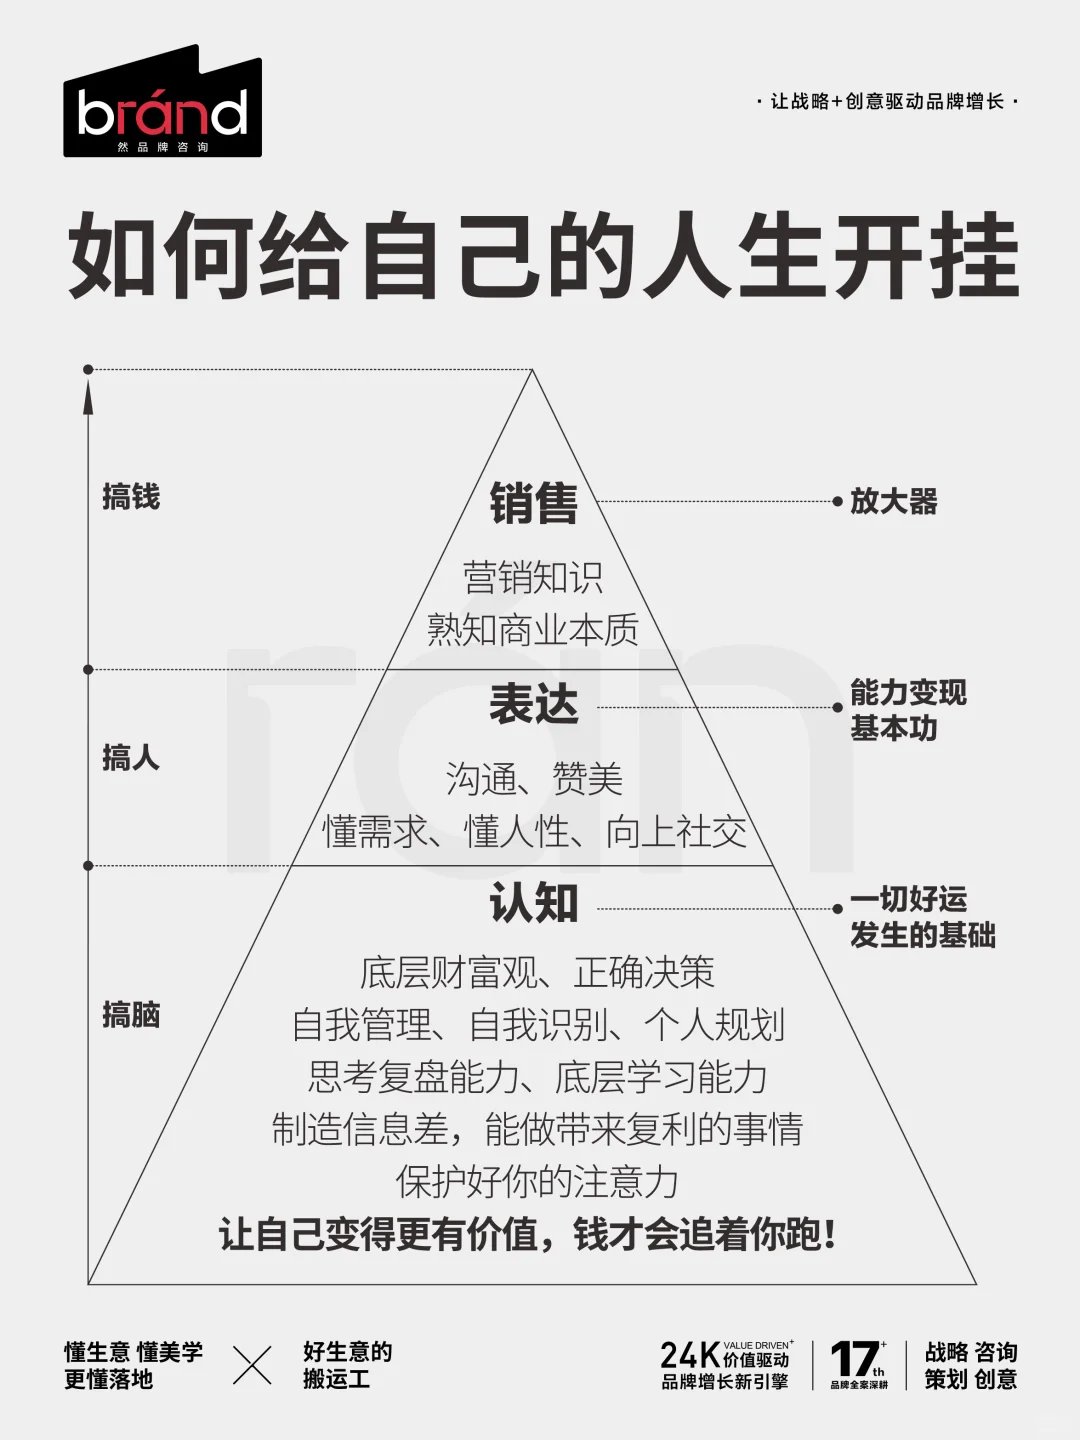 bránd
然品牌咨询
·让战略+创意驱动品牌增长·
如何给自己的人生开挂
搞钱
销售
放大器
营销知识
熟知商业本质
搞人
表达
能力变现
基本功
沟通、赞美
懂需求、懂人性、向上社交
搞脑
认知
一切好运
发生的基础
底层财富观、正确决策
自我管理、自我识别、个人规划
思考复盘能力、底层学习能力
制造信息差，能做带来复利的事情
保护好你的注意力
让自己变得更有价值，钱才会追着你跑！
rán
懂生意 懂美学
更懂落地
好生意的
搬运工
24K VALUE DRIVEN+
价值驱动
品牌增长新引擎
17th+
品牌全案深耕
战略 咨询
策划 创意